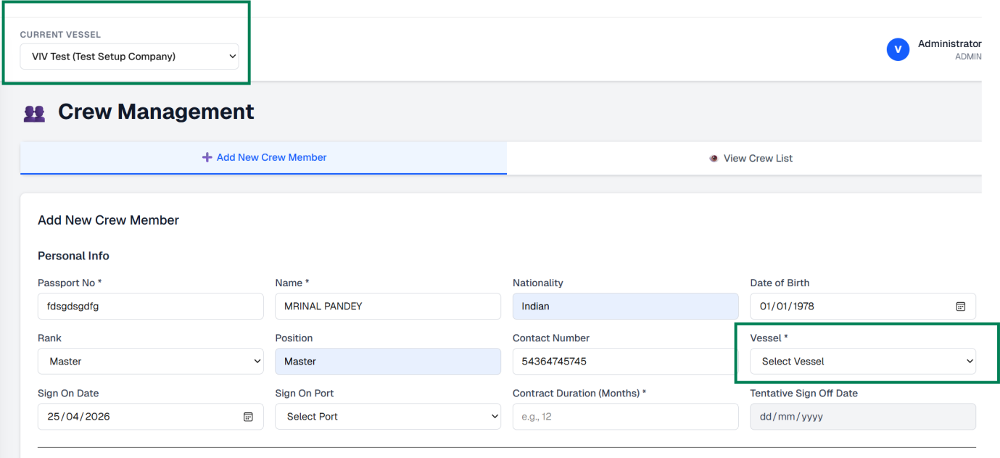 CURRENT VESSEL
VIV Test (Test Setup Company)
V
Administrator
ADMIN
Crew Management
Add New Crew Member
View Crew List
Add New Crew Member
Personal Info
Passport No * Name * Nationality Date of Birth
fdsgdsgdfg MRINAL PANDEY Indian 01/01/1978
Rank Position Contact Number Vessel *
Master Master 54364745745 Select Vessel
Sign On Date Sign On Port Contract Duration (Months) * Tentative Sign Off Date
25/04/2026 Select Port e.g., 12 dd/mm/yyyy